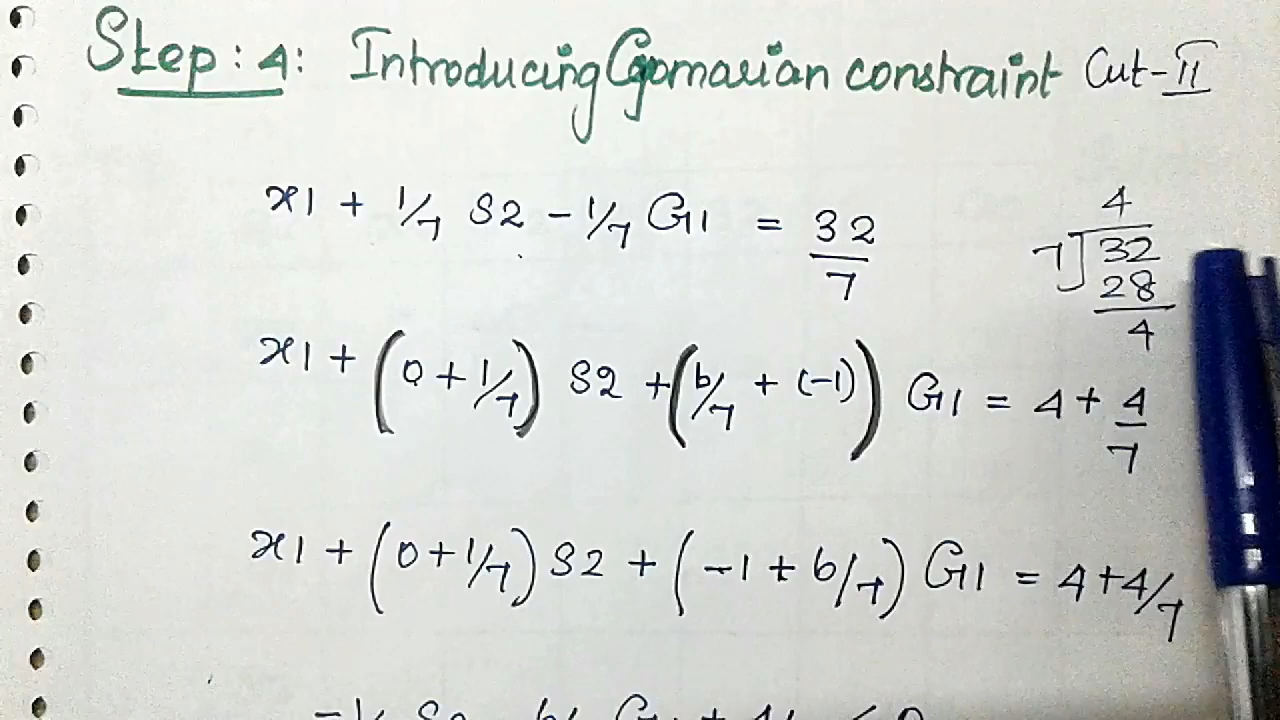 Step: 4: Introducing Gomarian constraint Cut-II
x1 + 1/7 S2 - 1/7 G1 = 32/7
4
7)32
28
4
x1 + (0 + 1/7) S2 + (6/7 + (-1)) G1 = 4 + 4/7
x1 + (0+1/7) S2 + (-1 + 6/7) G1 = 4+4/7